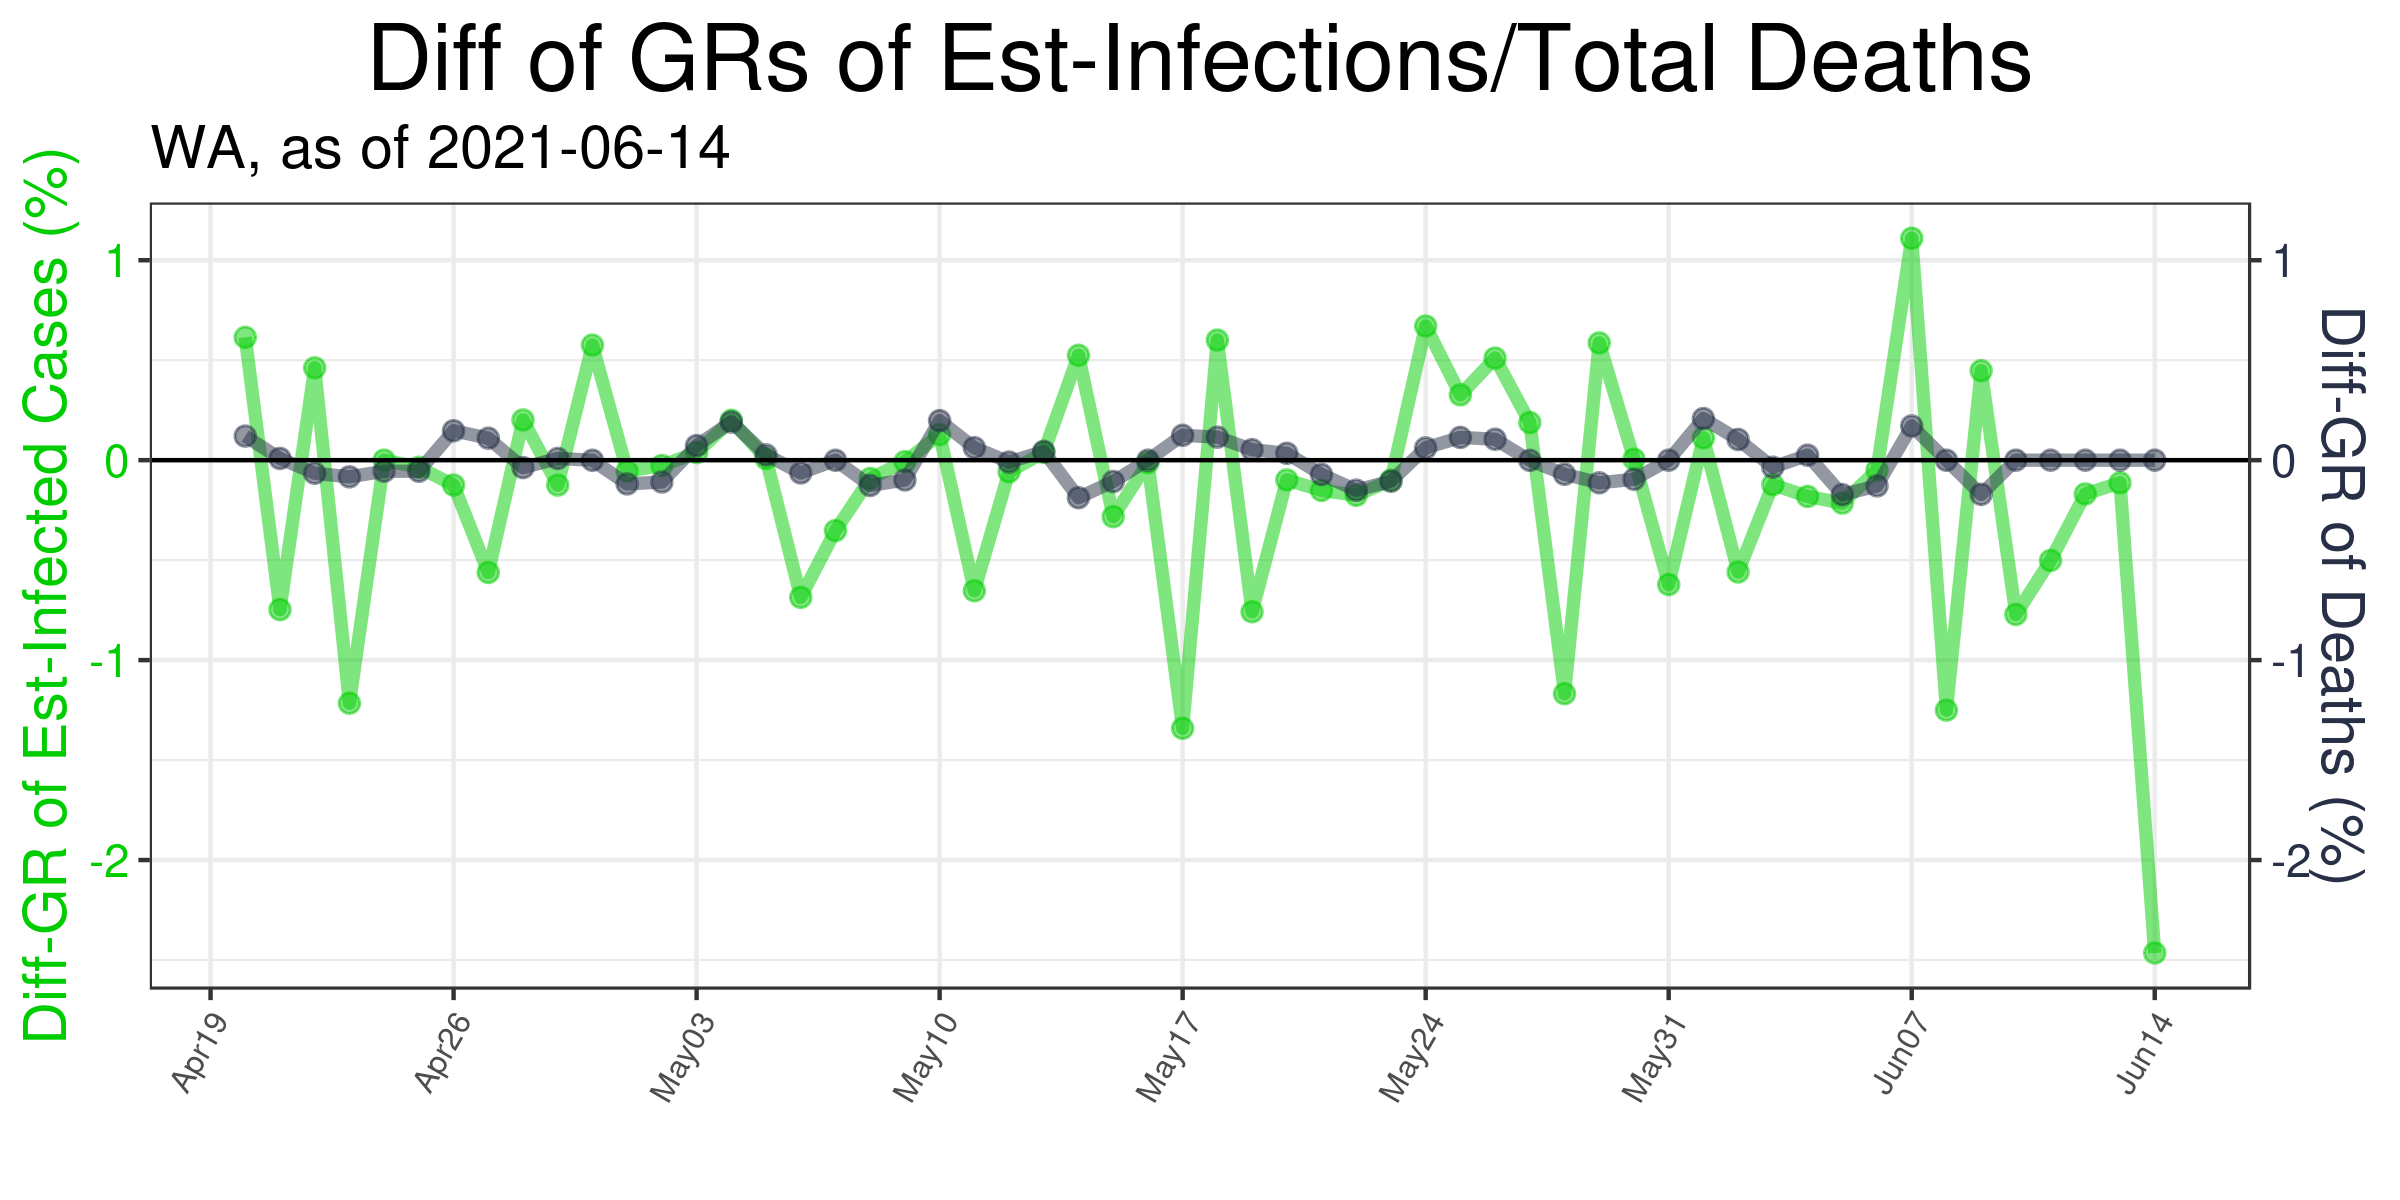 Diff of GRs of Est-Infections/Total Deaths
WA, as of 2021-06-14
Diff-GR of Est-Infected Cases (%)
1
0
-1
-2
1
0
-1
-2
Diff-GR of Deaths (%)
Apr19
Apr26
May03
May10
May17
May24
May31
Jun07
Jun14